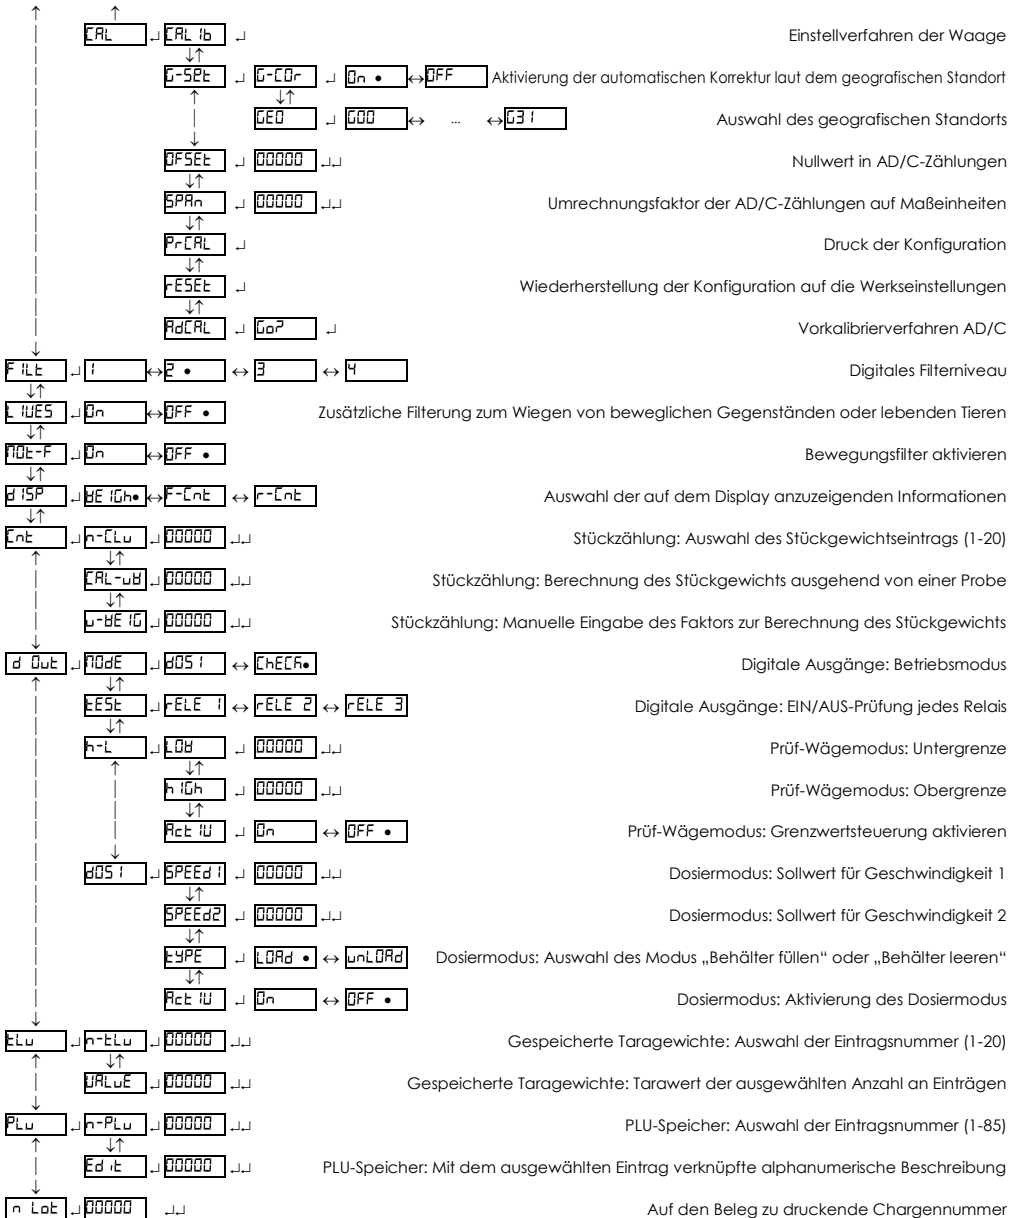 ↑ ↑
CAL ↵ CALib ↵ Einstellverfahren der Waage
↓↑
G-SPt ↵ G-COr ↵ On • ↔ OFF Aktivierung der automatischen Korrektur laut dem geografischen Standort
↑ ↓↑
GEO ↵ G00 ↔ ... ↔ G31 Auswahl des geografischen Standorts
↓
OFSEt ↵ 00000 ↵↵ Nullwert in AD/C-Zählungen
↓↑
SPAn ↵ 00000 ↵↵ Umrechnungsfaktor der AD/C-Zählungen auf Maßeinheiten
↓↑
PrCAL ↵ Druck der Konfiguration
↓↑
rESEt ↵ Wiederherstellung der Konfiguration auf die Werkseinstellungen
↓↑
AdCAL ↵ Go? ↵ Vorkalibrierverfahren AD/C
↓
FILt ↵ 1 ↔ 2 • ↔ 3 ↔ 4 Digitales Filterniveau
↓↑
LIVES ↵ On ↔ OFF • Zusätzliche Filterung zum Wiegen von beweglichen Gegenständen oder lebenden Tieren
↓↑
MOt-F ↵ On ↔ OFF • Bewegungsfilter aktivieren
↓↑
dISP ↵ WEIGh• ↔ F-Cnt ↔ r-Cnt Auswahl der auf dem Display anzuzeigenden Informationen
↓↑
Cnt ↵ n-CLu ↵ 00000 ↵↵ Stückzählung: Auswahl des Stückgewichtseintrags (1-20)
↑ ↓↑
CAL-uW ↵ 00000 ↵↵ Stückzählung: Berechnung des Stückgewichts ausgehend von einer Probe
↓↑
u-WEIG ↵ 00000 ↵↵ Stückzählung: Manuelle Eingabe des Faktors zur Berechnung des Stückgewichts
↓
d Out ↵ MOdE ↵ dOSI ↔ ChECK• Digitale Ausgänge: Betriebsmodus
↑ ↓↑
tESt ↵ rELE 1 ↔ rELE 2 ↔ rELE 3 Digitale Ausgänge: EIN/AUS-Prüfung jedes Relais
↓↑
h-L ↵ LOW ↵ 00000 ↵↵ Prüf-Wägemodus: Untergrenze
↑ ↓↑
hIGh ↵ 00000 ↵↵ Prüf-Wägemodus: Obergrenze
↓↑
ActIV ↵ On ↔ OFF • Prüf-Wägemodus: Grenzwertsteuerung aktivieren
↓
dOSI ↵ SPEEd1 ↵ 00000 ↵↵ Dosiermodus: Sollwert für Geschwindigkeit 1
↓↑
SPEEd2 ↵ 00000 ↵↵ Dosiermodus: Sollwert für Geschwindigkeit 2
↓↑
tYPE ↵ LOAd • ↔ unLOAd Dosiermodus: Auswahl des Modus „Behälter füllen“ oder „Behälter leeren“
↓↑
ActIV ↵ On ↔ OFF • Dosiermodus: Aktivierung des Dosiermodus
↓
tLu ↵ n-tLu ↵ 00000 ↵↵ Gespeicherte Taragewichte: Auswahl der Eintragsnummer (1-20)
↑ ↓↑
VALuE ↵ 00000 ↵↵ Gespeicherte Taragewichte: Tarawert der ausgewählten Anzahl an Einträgen
↓
PLu ↵ n-PLu ↵ 00000 ↵↵ PLU-Speicher: Auswahl der Eintragsnummer (1-85)
↑ ↓↑
Edit ↵ 00000 ↵↵ PLU-Speicher: Mit dem ausgewählten Eintrag verknüpfte alphanumerische Beschreibung
↓
n Lot ↵ 00000 ↵↵ Auf den Beleg zu druckende Chargennummer